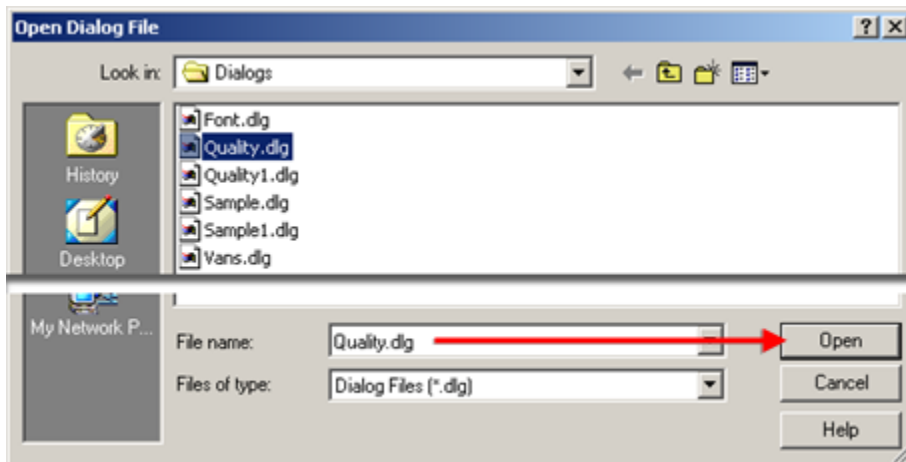 Open Dialog File
Look in: Dialogs
Font.dlg
Quality.dlg
Quality1.dlg
Sample.dlg
Sample1.dlg
Vans.dlg
History
Desktop
My Network P...
File name: Quality.dlg Open
Files of type: Dialog Files (*.dlg) Cancel
Help